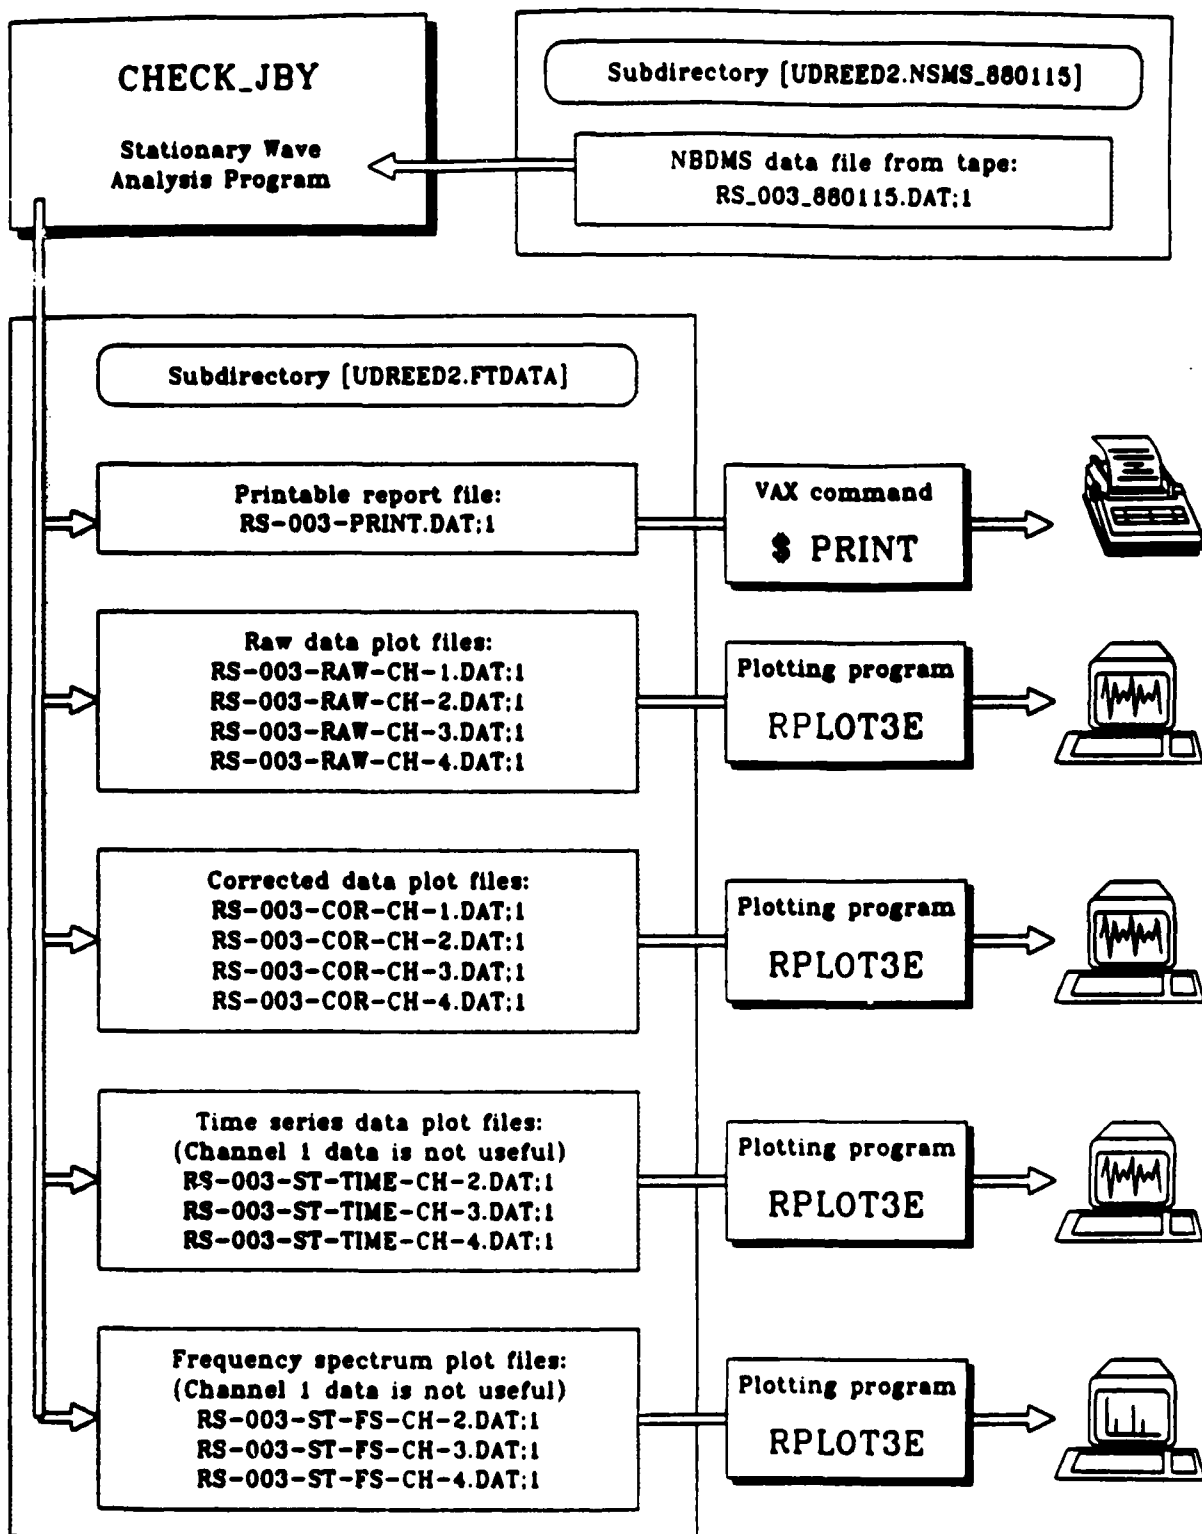 CHECK_JBY
Stationary Wave
Analysis Program
Subdirectory [UDREED2.NSMS_880115]
NBDMS data file from tape:
RS_003_880115.DAT;1
Subdirectory [UDREED2.FTDATA]
Printable report file:
RS-003-PRINT.DAT;1
VAX command
$ PRINT
Raw data plot files:
RS-003-RAW-CH-1.DAT;1
RS-003-RAW-CH-2.DAT;1
RS-003-RAW-CH-3.DAT;1
RS-003-RAW-CH-4.DAT;1
Plotting program
RPLOT3E
Corrected data plot files:
RS-003-COR-CH-1.DAT;1
RS-003-COR-CH-2.DAT;1
RS-003-COR-CH-3.DAT;1
RS-003-COR-CH-4.DAT;1
Plotting program
RPLOT3E
Time series data plot files:
(Channel 1 data is not useful)
RS-003-ST-TIME-CH-2.DAT;1
RS-003-ST-TIME-CH-3.DAT;1
RS-003-ST-TIME-CH-4.DAT;1
Plotting program
RPLOT3E
Frequency spectrum plot files:
(Channel 1 data is not useful)
RS-003-ST-FS-CH-2.DAT;1
RS-003-ST-FS-CH-3.DAT;1
RS-003-ST-FS-CH-4.DAT;1
Plotting program
RPLOT3E